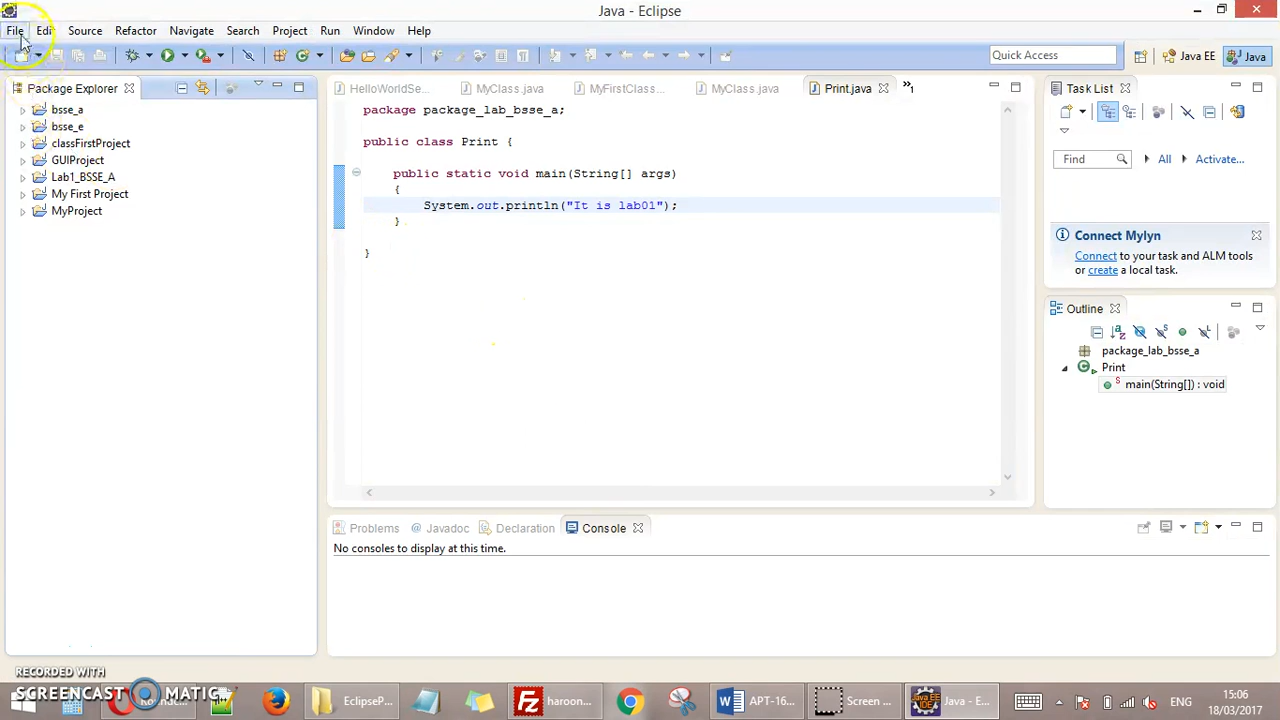 Java - Eclipse
File Edit Source Refactor Navigate Search Project Run Window Help
Quick Access
Java EE
Java
Package Explorer
bsse_a
bsse_e
classFirstProject
GUIProject
Lab1_BSSE_A
My First Project
MyProject
HelloWorldSe... MyClass.java MyFirstClass... MyClass.java Print.java »1
package package_lab_bsse_a;
public class Print {
public static void main(String[] args)
{
System.out.println("It is lab01");
}
}
Task List
Find All Activate...
Connect Mylyn
Connect to your task and ALM tools
or create a local task.
Outline
package_lab_bsse_a
Print
main(String[]) : void
Problems @ Javadoc Declaration Console
No consoles to display at this time.
RECORDED WITH
SCREENCAST MATIC
EclipseP...
haroon...
APT-16...
Screen ...
Java - E...
ENG
15:06
18/03/2017